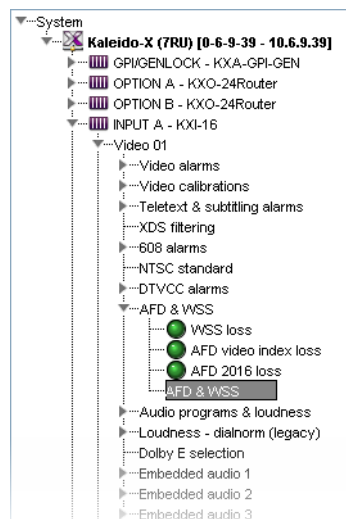 System
Kaleido-X (7RU) [0-6-9-39 - 10.6.9.39]
GPI/GENLOCK - KXA-GPI-GEN
OPTION A - KXO-24Router
OPTION B - KXO-24Router
INPUT A - KXI-16
Video 01
Video alarms
Video calibrations
Teletext & subtitling alarms
XDS filtering
608 alarms
NTSC standard
DTVCC alarms
AFD & WSS
WSS loss
AFD video index loss
AFD 2016 loss
AFD & WSS
Audio programs & loudness
Loudness - dialnorm (legacy)
Dolby E selection
Embedded audio 1
Embedded audio 2
Embedded audio 3